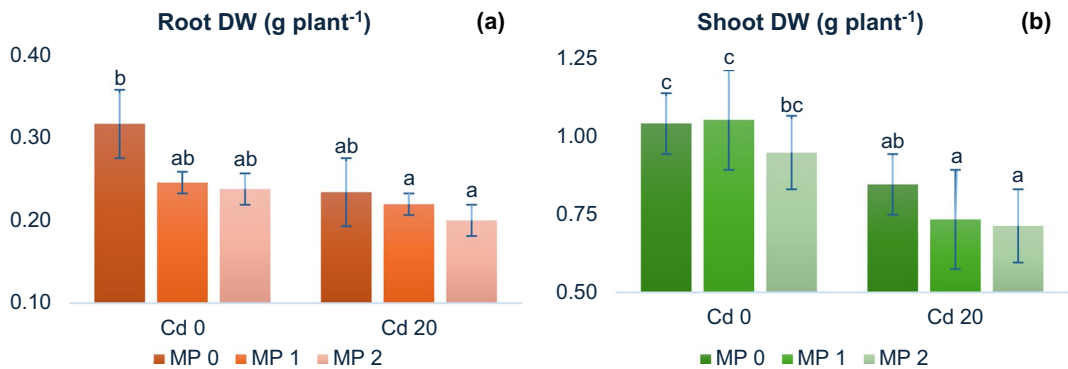 Root DW (g plant⁻¹) (a)
0.40
0.30
0.20
0.10
b
ab
ab
ab
a
a
Cd 0
Cd 20
MP 0 MP 1 MP 2
Shoot DW (g plant⁻¹) (b)
1.25
1.00
0.75
0.50
c
c
bc
ab
a
a
Cd 0
Cd 20
MP 0 MP 1 MP 2